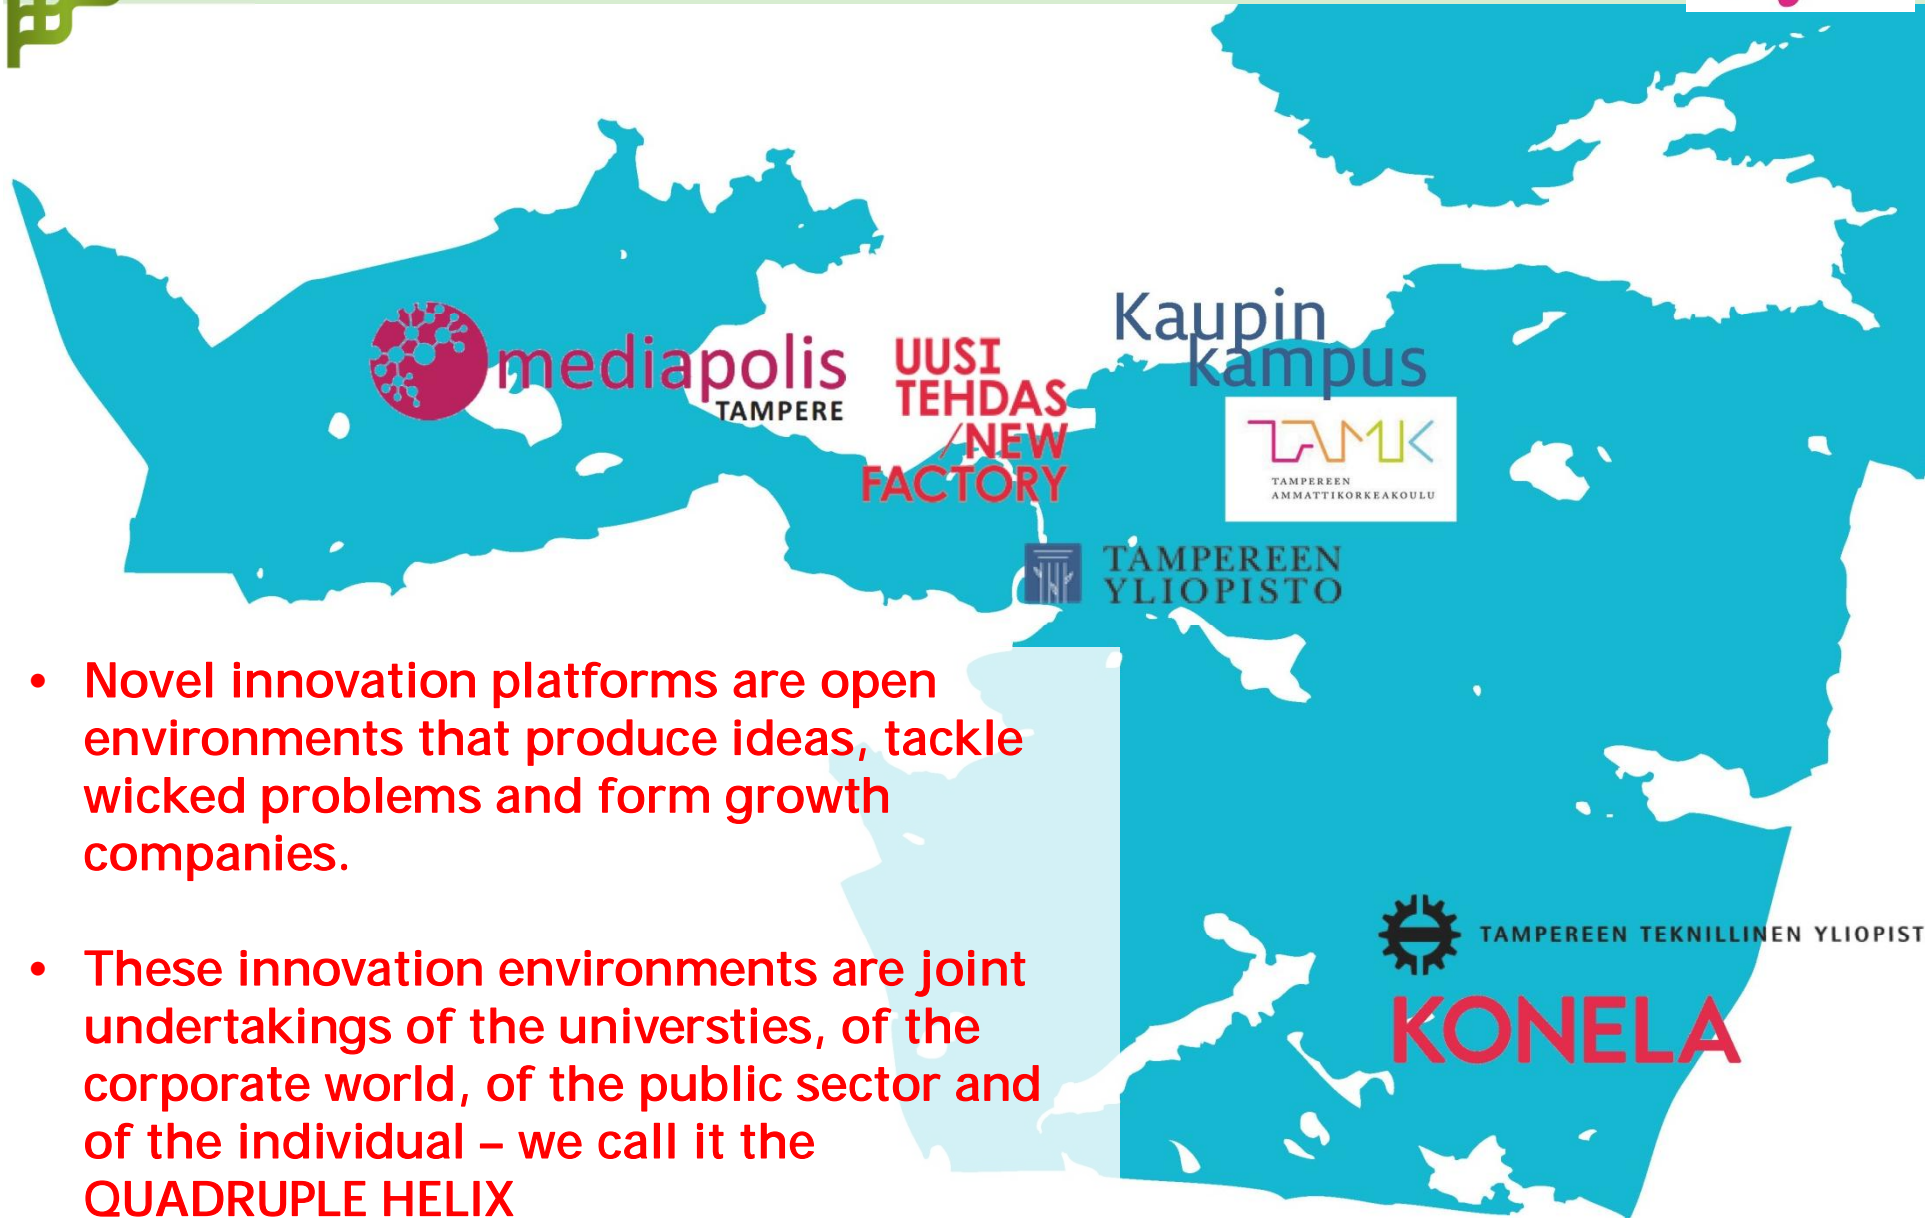 Kaupin
kampus
mediapolis
TAMPERE
UUSI
TEHDAS
/NEW
FACTORY
TAMK
TAMPEREEN
AMMATTIKORKEAKOULU
TAMPEREEN
YLIOPISTO
• Novel innovation platforms are open
environments that produce ideas, tackle
wicked problems and form growth
companies.
• These innovation environments are joint
undertakings of the universties, of the
corporate world, of the public sector and
of the individual – we call it the
QUADRUPLE HELIX
TAMPEREEN TEKNILLINEN YLIOPIST
KONELA